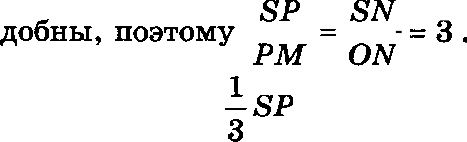 добны, поэтому SP/PM = SN/ON = 3 .
1/3 SP